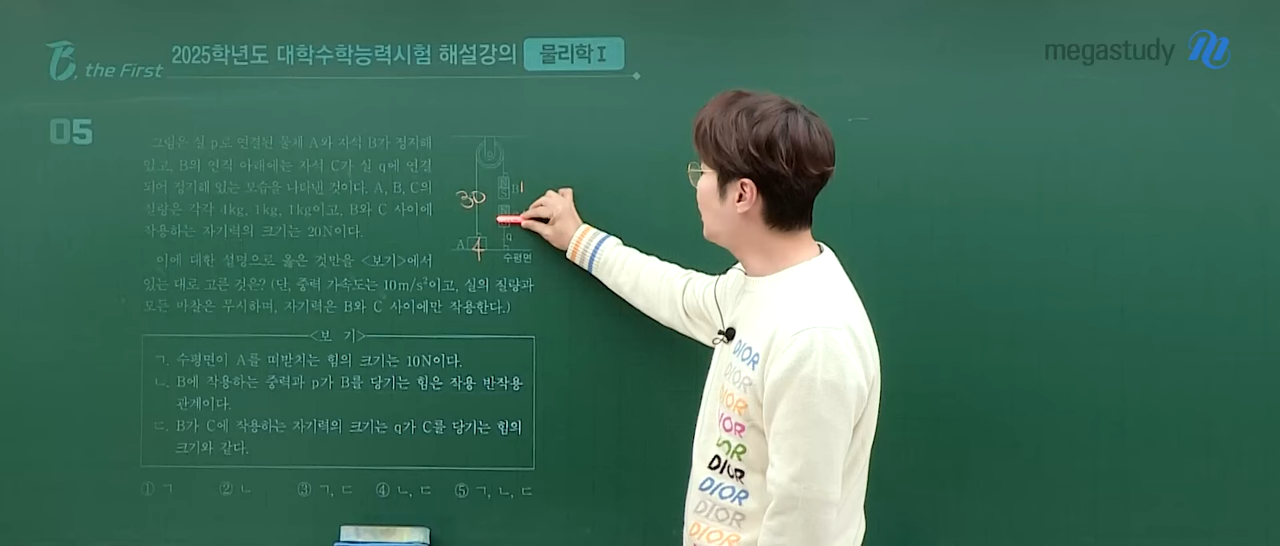 B. the First 2025학년도 대학수학능력시험 해설강의 물리학 I
megastudy
05
그림은 실 p로 연결된 물체 A와 자석 B가 정지해
있고, B의 연직 아래에는 자석 C가 실 q에 연결
되어 정지해 있는 모습을 나타낸 것이다. A, B, C의
질량은 각각 4kg, 1kg, 1kg이고, B와 C 사이에
작용하는 자기력의 크기는 20N이다.
30
B 1
A 4
q
수평면
이에 대한 설명으로 옳은 것만을 <보기>에서
있는 대로 고른 것은? (단, 중력 가속도는 10m/s²이고, 실의 질량과
모든 마찰은 무시하며, 자기력은 B와 C 사이에만 작용한다.)
<보 기>
ㄱ. 수평면이 A를 떠받치는 힘의 크기는 10N이다.
ㄴ. B에 작용하는 중력과 p가 B를 당기는 힘은 작용 반작용
관계이다.
ㄷ. B가 C에 작용하는 자기력의 크기는 q가 C를 당기는 힘의
크기와 같다.
① ㄱ ② ㄴ ③ ㄱ, ㄷ ④ ㄴ, ㄷ ⑤ ㄱ, ㄴ, ㄷ
DIOR
DIOR
DIOR
DIOR
DIOR
DIOR
DIOR
DIOR
DIOR